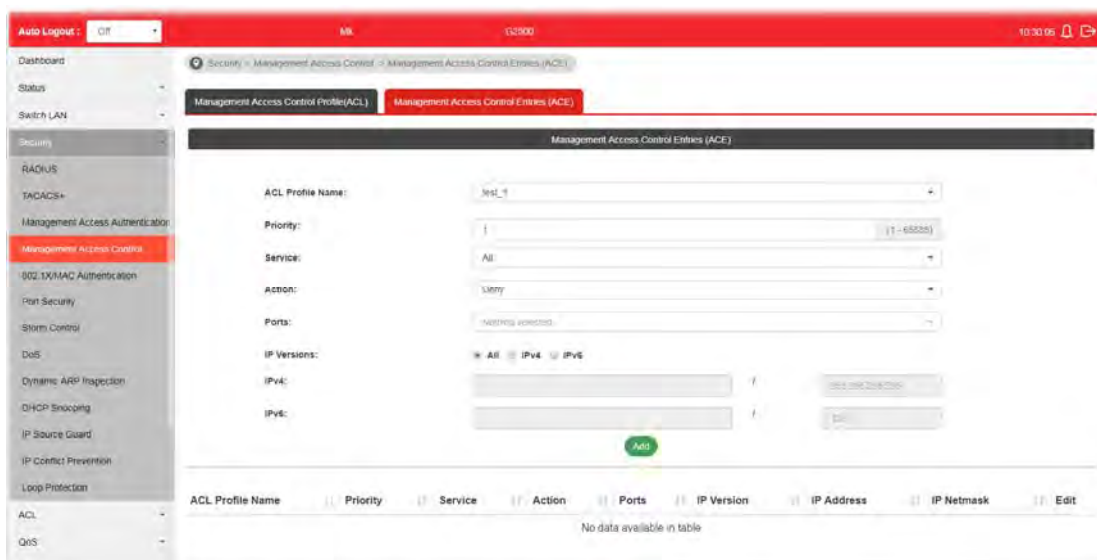 Auto Logout : Off 10:30:05
Dashboard
Status
Switch LAN
Security
RADIUS
TACACS+
Management Access Authentication
Management Access Control
802.1X/MAC Authentication
Port Security
Storm Control
DoS
Dynamic ARP Inspection
DHCP Snooping
IP Source Guard
IP Conflict Prevention
Loop Protection
ACL
QoS
Security > Management Access Control > Management Access Control Entries (ACE)
Management Access Control Profile(ACL) Management Access Control Entries (ACE)
Management Access Control Entries (ACE)
ACL Profile Name: test_1
Priority: 1 (1 - 65535)
Service: All
Action: Deny
Ports: Nothing selected
IP Versions: All IPv4 IPv6
IPv4: /
IPv6: /
Add
ACL Profile Name Priority Service Action Ports IP Version IP Address IP Netmask Edit
No data available in table